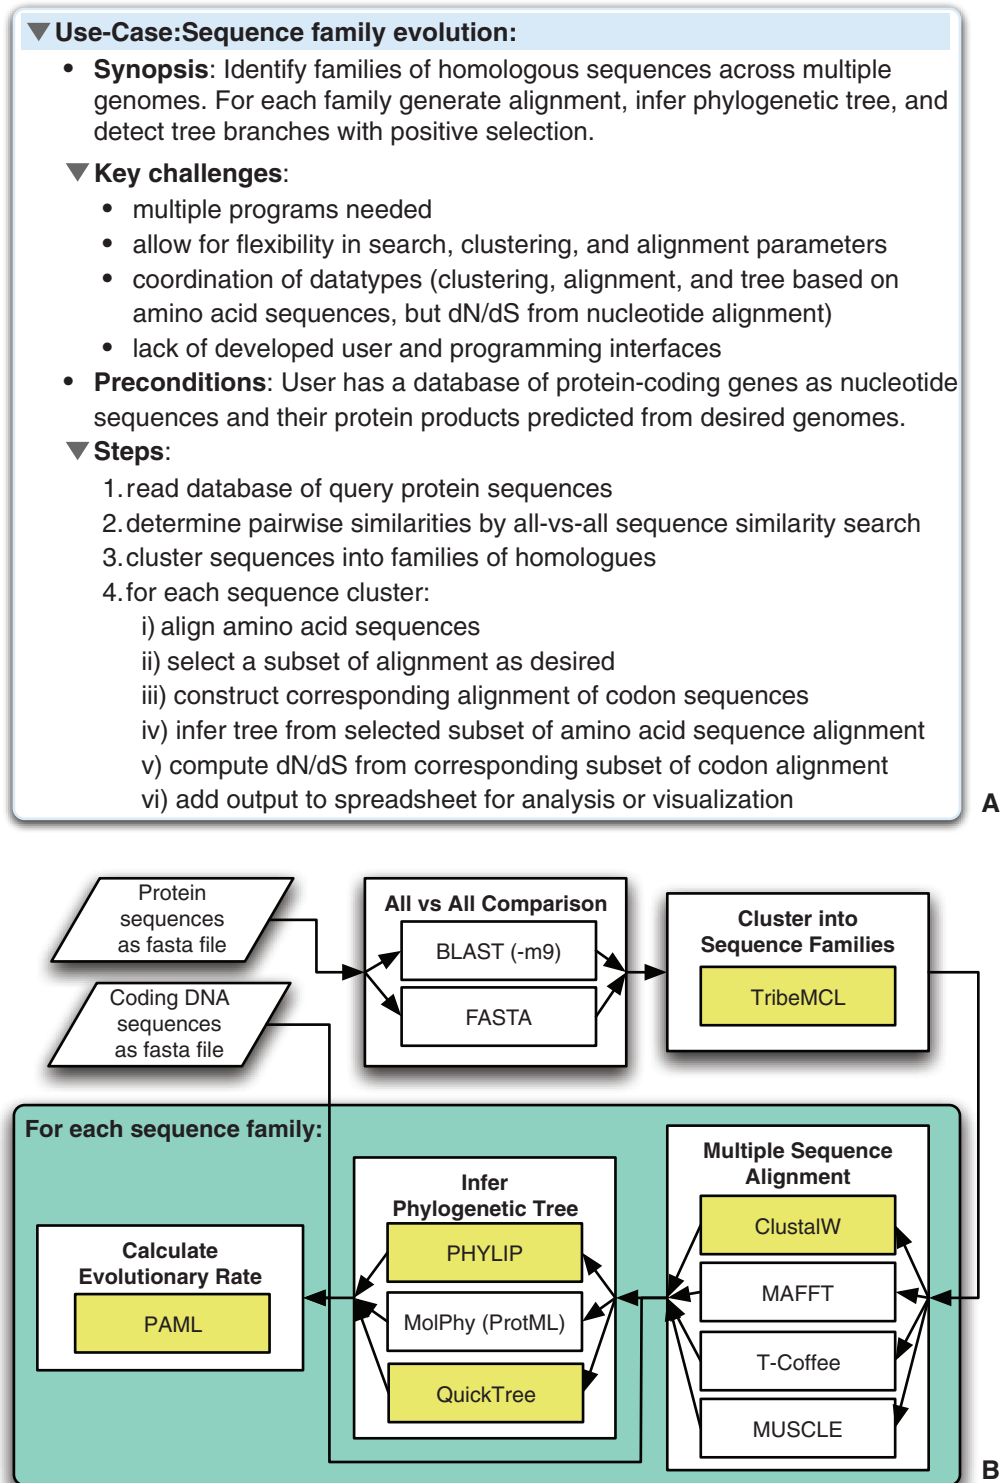 Use-Case:Sequence family evolution:
• Synopsis: Identify families of homologous sequences across multiple
genomes. For each family generate alignment, infer phylogenetic tree, and
detect tree branches with positive selection.
Key challenges:
• multiple programs needed
• allow for flexibility in search, clustering, and alignment parameters
• coordination of datatypes (clustering, alignment, and tree based on
amino acid sequences, but dN/dS from nucleotide alignment)
• lack of developed user and programming interfaces
• Preconditions: User has a database of protein-coding genes as nucleotide
sequences and their protein products predicted from desired genomes.
Steps:
1. read database of query protein sequences
2. determine pairwise similarities by all-vs-all sequence similarity search
3. cluster sequences into families of homologues
4. for each sequence cluster:
i) align amino acid sequences
ii) select a subset of alignment as desired
iii) construct corresponding alignment of codon sequences
iv) infer tree from selected subset of amino acid sequence alignment
v) compute dN/dS from corresponding subset of codon alignment
vi) add output to spreadsheet for analysis or visualization
A
Protein
sequences
as fasta file
Coding DNA
sequences
as fasta file
All vs All Comparison
BLAST (-m9)
FASTA
Cluster into
Sequence Families
TribeMCL
For each sequence family:
Multiple Sequence
Alignment
ClustalW
MAFFT
T-Coffee
MUSCLE
Infer
Phylogenetic Tree
PHYLIP
MolPhy (ProtML)
QuickTree
Calculate
Evolutionary Rate
PAML
B